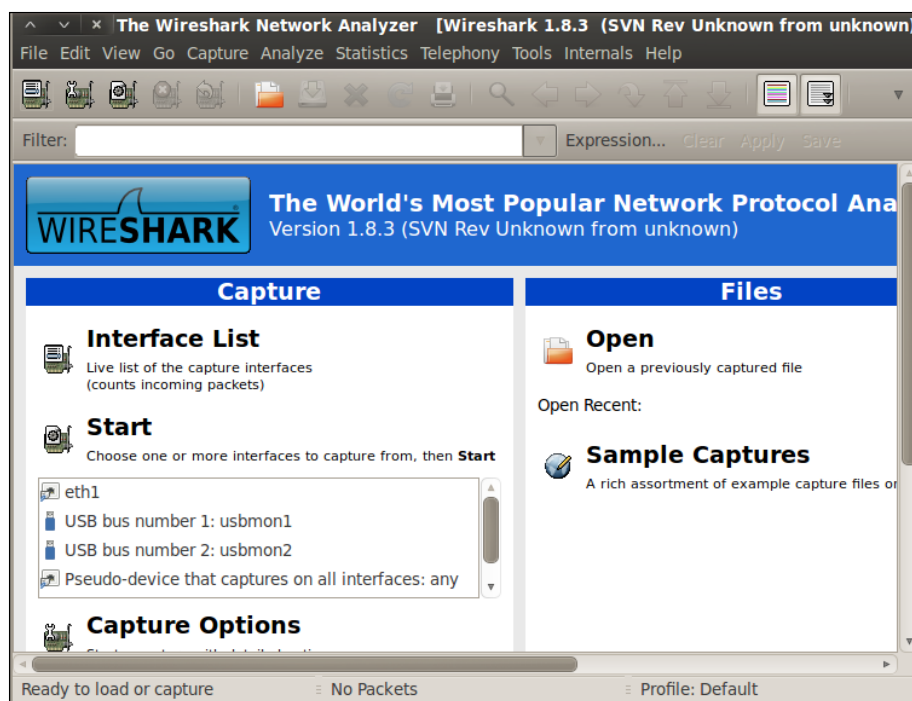 The Wireshark Network Analyzer [Wireshark 1.8.3 (SVN Rev Unknown from unknown)
File Edit View Go Capture Analyze Statistics Telephony Tools Internals Help
Filter: Expression... Clear Apply Save
WIRESHARK
The World's Most Popular Network Protocol Ana
Version 1.8.3 (SVN Rev Unknown from unknown)
Capture
Interface List
Live list of the capture interfaces
(counts incoming packets)
Start
Choose one or more interfaces to capture from, then Start
eth1
USB bus number 1: usbmon1
USB bus number 2: usbmon2
Pseudo-device that captures on all interfaces: any
Capture Options
Files
Open
Open a previously captured file
Open Recent:
Sample Captures
A rich assortment of example capture files or
Ready to load or capture
No Packets
Profile: Default